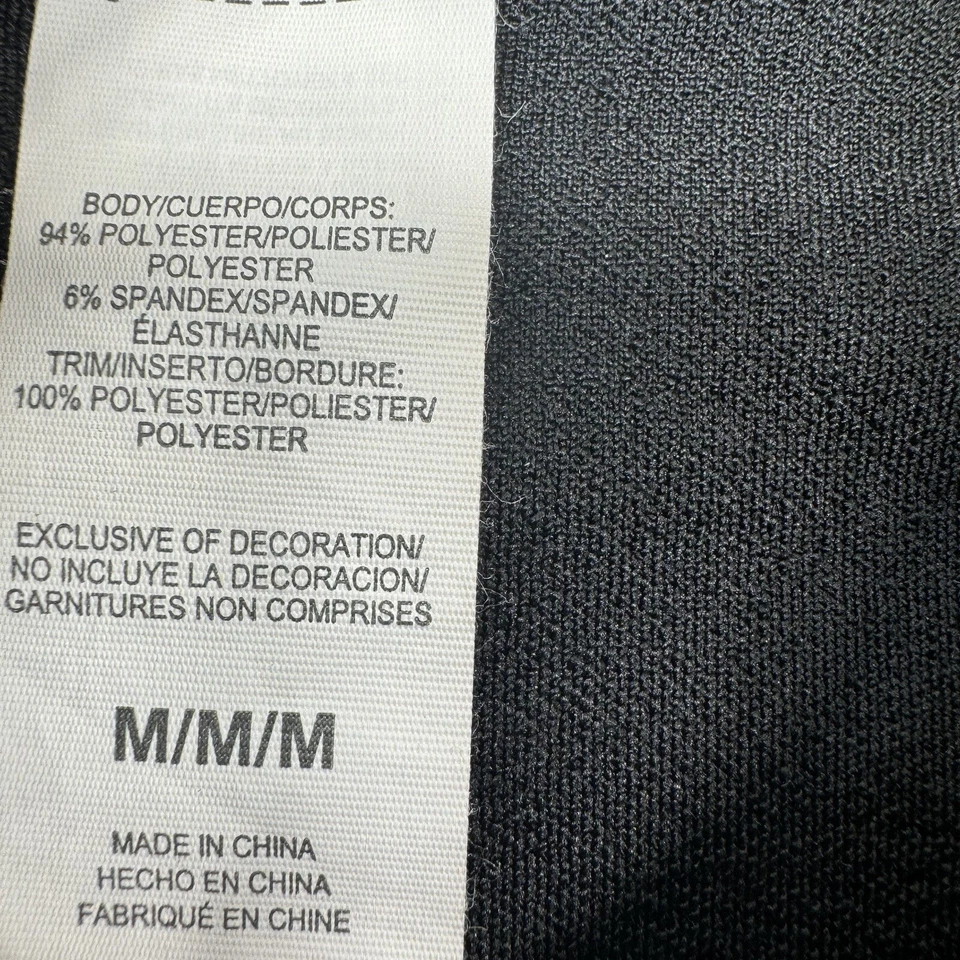 BODY/CUERPO/CORPS:
94% POLYESTER/POLIESTER/
POLYESTER
6% SPANDEX/SPANDEX/
ÉLASTHANNE
TRIM/INSERTO/BORDURE:
100% POLYESTER/POLIESTER/
POLYESTER
EXCLUSIVE OF DECORATION/
NO INCLUYE LA DECORACION/
GARNITURES NON COMPRISES
M/M/M
MADE IN CHINA
HECHO EN CHINA
FABRIQUÉ EN CHINE